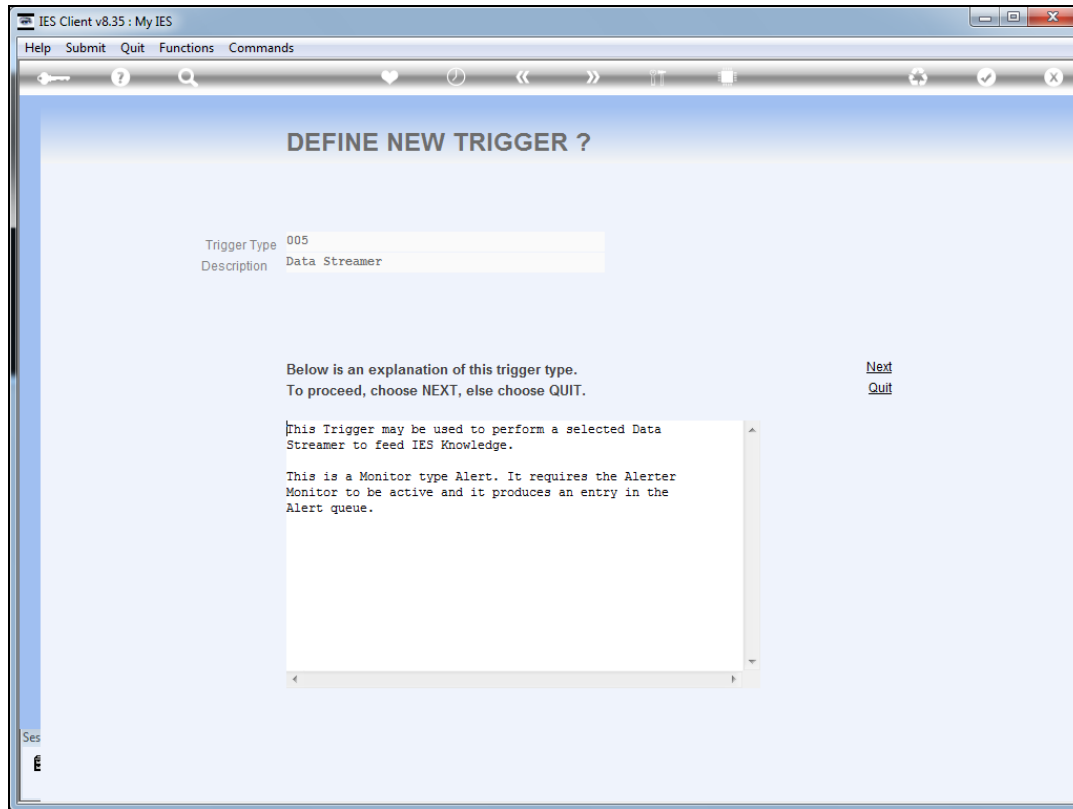 IES Client v8.35 : My IES
Help Submit Quit Functions Commands
DEFINE NEW TRIGGER ?
Trigger Type 005
Description Data Streamer
Below is an explanation of this trigger type.
Next
To proceed, choose NEXT, else choose QUIT.
Quit
This Trigger may be used to perform a selected Data
Streamer to feed IES Knowledge.
This is a Monitor type Alert. It requires the Alerter
Monitor to be active and it produces an entry in the
Alert queue.
Ses